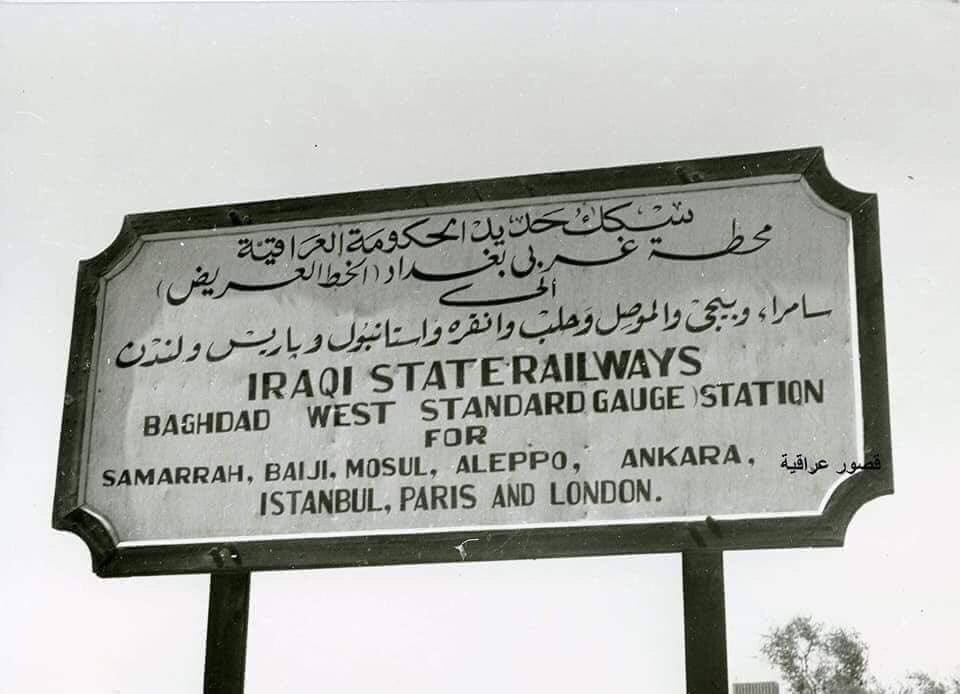 سكك حديد الحكومة العراقية
محطة غربي بغداد (الخط العريض)
الى
سامراء، وبيجي والموصل وحلب وانقره واستانبول وباريس ولندن
IRAQI STATE RAILWAYS
BAGHDAD WEST STANDARD GAUGE) STATION
FOR
SAMARRAH, BAIJI, MOSUL, ALEPPO, ANKARA,
قصور عراقية
ISTANBUL, PARIS AND LONDON.